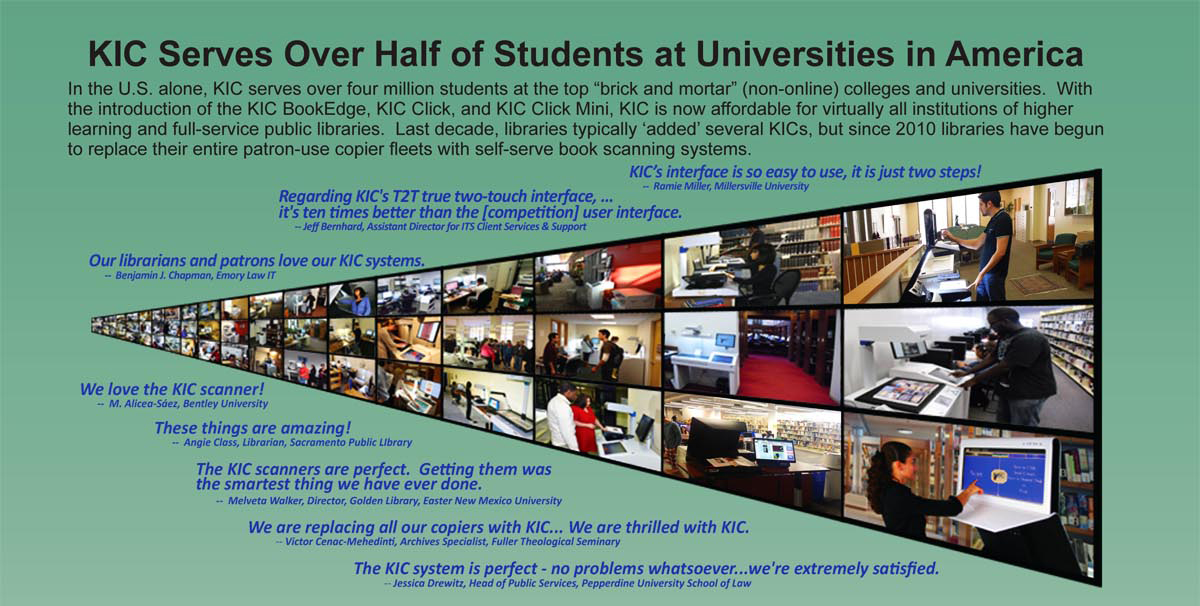 KIC Serves Over Half of Students at Universities in America
In the U.S. alone, KIC serves over four million students at the top “brick and mortar” (non-online) colleges and universities. With
the introduction of the KIC BookEdge, KIC Click, and KIC Click Mini, KIC is now affordable for virtually all institutions of higher
learning and full-service public libraries. Last decade, libraries typically ‘added’ several KICs, but since 2010 libraries have begun
to replace their entire patron-use copier fleets with self-serve book scanning systems.
KIC’s interface is so easy to use, it is just two steps!
-- Ramie Miller, Millersville University
Regarding KIC's T2T true two-touch interface, ...
it's ten times better than the [competition] user interface.
-- Jeff Bernhard, Assistant Director for ITS Client Services & Support
Our librarians and patrons love our KIC systems.
-- Benjamin J. Chapman, Emory Law IT
We love the KIC scanner!
-- M. Alicea-Sáez, Bentley University
These things are amazing!
-- Angie Class, Librarian, Sacramento Public LIbrary
The KIC scanners are perfect. Getting them was
the smartest thing we have ever done.
-- Melveta Walker, Director, Golden Library, Easter New Mexico University
We are replacing all our copiers with KIC... We are thrilled with KIC.
-- Victor Cenac-Mehedinti, Archives Specialist, Fuller Theological Seminary
The KIC system is perfect - no problems whatsoever...we're extremely satisfied.
-- Jessica Drewitz, Head of Public Services, Pepperdine University School of Law